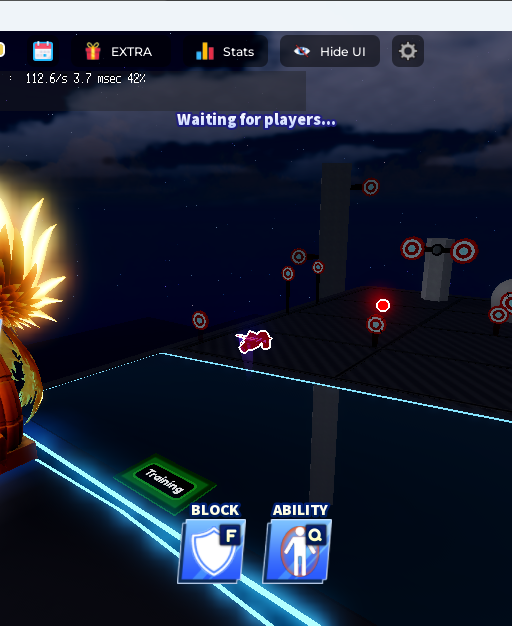 EXTRA
Stats
Hide UI
: 112.6/s 3.7 msec 42%
Waiting for players...
Training
BLOCK
ABILITY
F
Q